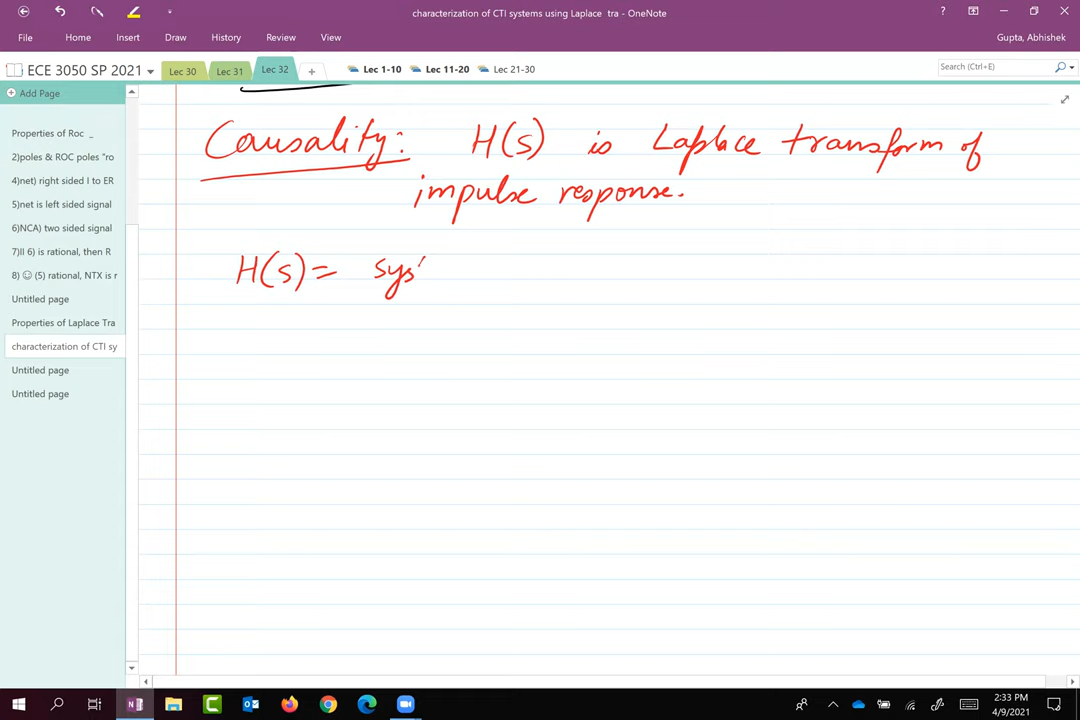 characterization of CTI systems using Laplace tra - OneNote
?
File Home Insert Draw History Review View
Gupta, Abhishek
ECE 3050 SP 2021 Lec 30 Lec 31 Lec 32 + Lec 1-10 Lec 11-20 Lec 21-30
Search (Ctrl+E)
+ Add Page
Properties of Roc _
2)poles & ROC poles "ro
4)net) right sided I to ER
5)net is left sided signal
6)NCA) two sided signal
7)II 6) is rational, then R
8) ☺ (5) rational, NTX is r
Untitled page
Properties of Laplace Tra
characterization of CTI sy
Untitled page
Untitled page
Causality: H(s) is Laplace transform of
impulse response.
H(s) = sys
2:33 PM
4/9/2021